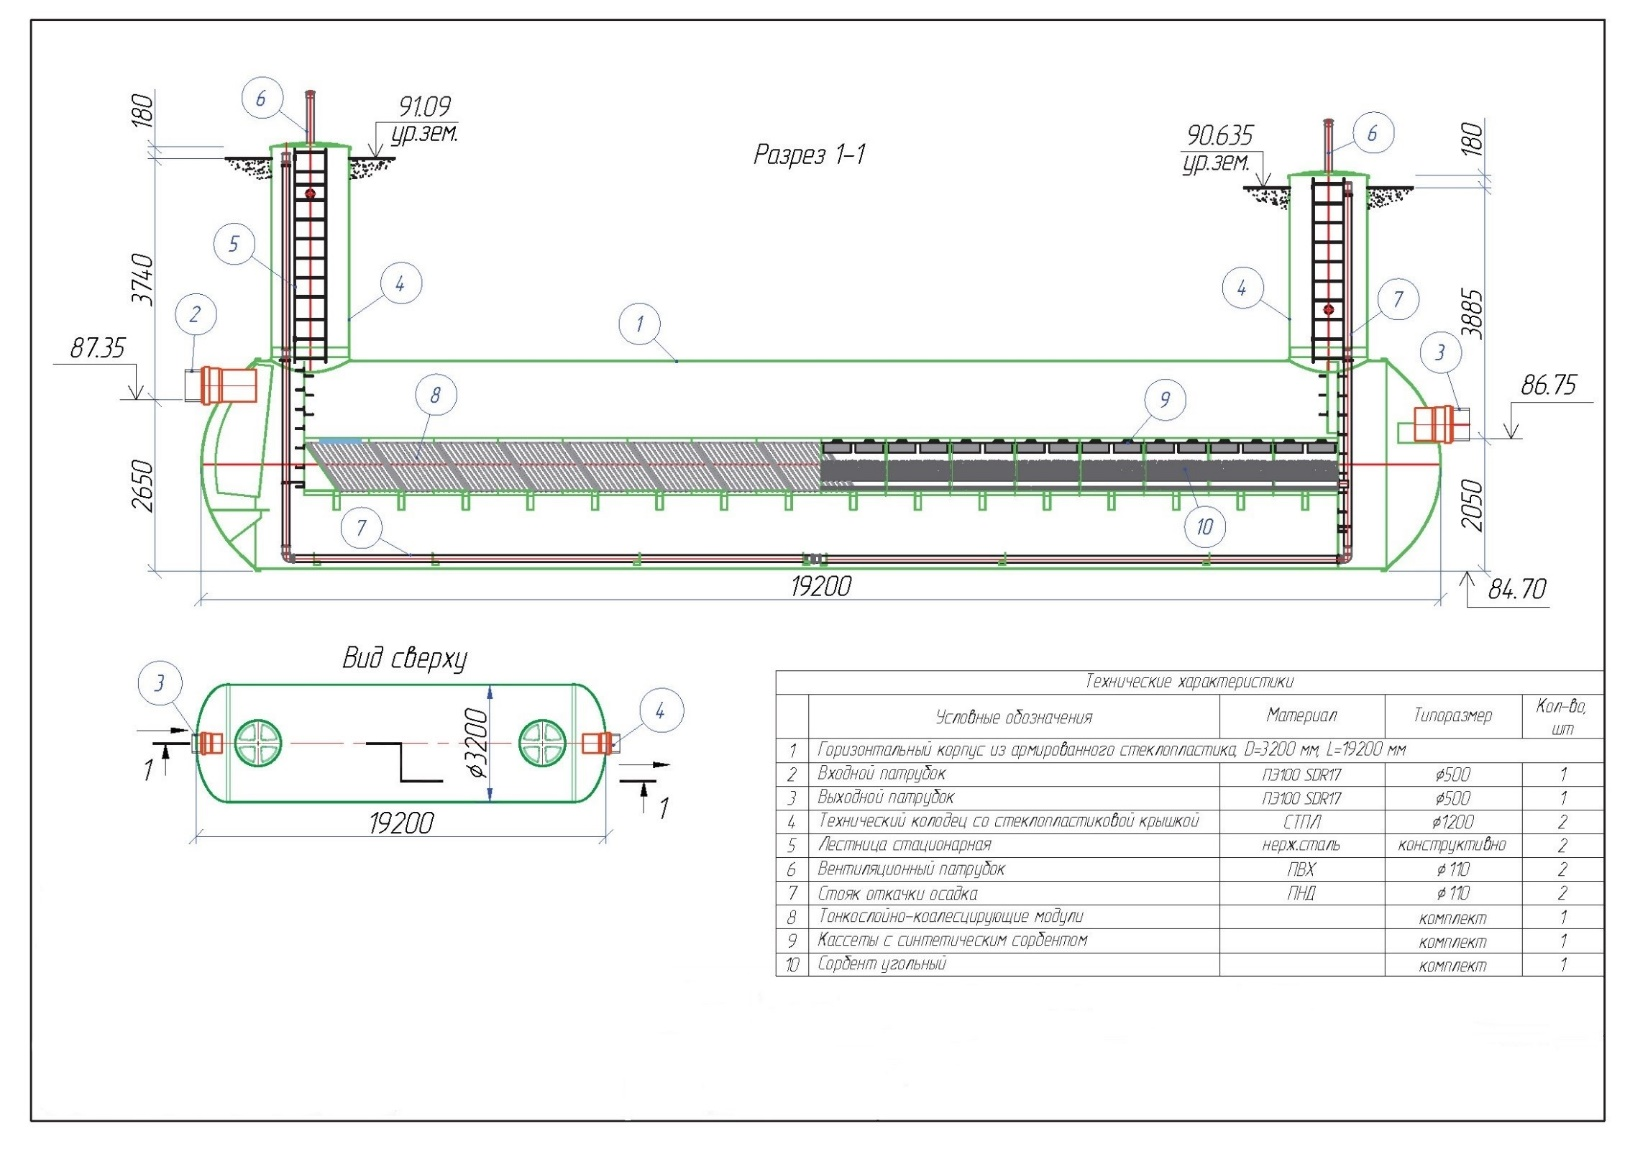 Разрез 1-1
6
180
91.09
ур.зем.
5
4
3740
2
87.35
2650
1
8
7
9
10
90.635
ур.зем.
6
180
4
7
3885
3
86.75
2050
84.70
19200
Вид сверху
3
4
1
1
ϕ3200
19200
Технические характеристики
Условные обозначения Материал Типоразмер Кол-во, шт
1 Горизонтальный корпус из армированного стеклопластика, D=3200 мм, L=19200 мм
2 Входной патрубок ПЭ100 SDR17 ϕ500 1
3 Выходной патрубок ПЭ100 SDR17 ϕ500 1
4 Технический колодец со стеклопластиковой крышкой СТПЛ ϕ1200 2
5 Лестница стационарная нерж.сталь конструктивно 2
6 Вентиляционный патрубок ПВХ ϕ 110 2
7 Стояк откачки осадка ПНД ϕ 110 2
8 Тонкослойно-коалесцирующие модули комплект 1
9 Кассеты с синтетическим сорбентом комплект 1
10 Сорбент угольный комплект 1